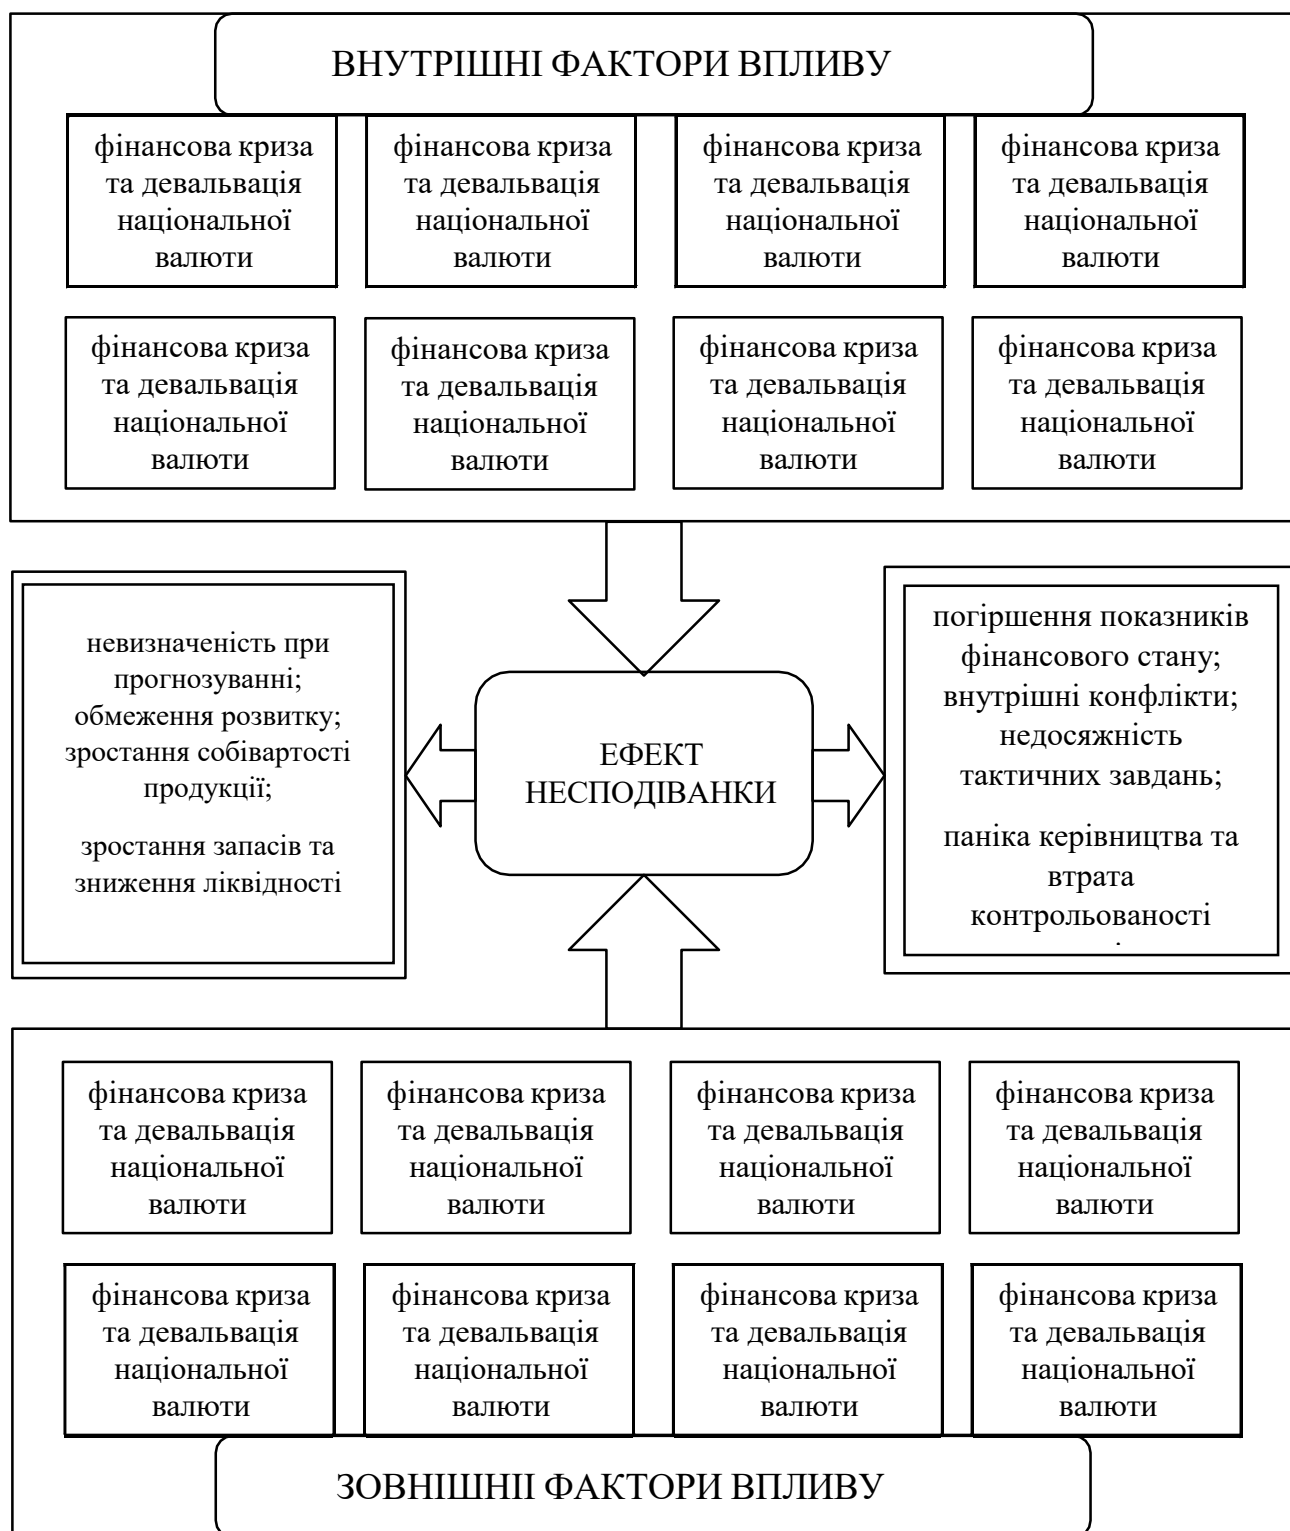 ВНУТРІШНІ ФАКТОРИ ВПЛИВУ
фінансова криза
та девальвація
національної
валюти
фінансова криза
та девальвація
національної
валюти
фінансова криза
та девальвація
національної
валюти
фінансова криза
та девальвація
національної
валюти
фінансова криза
та девальвація
національної
валюти
фінансова криза
та девальвація
національної
валюти
фінансова криза
та девальвація
національної
валюти
фінансова криза
та девальвація
національної
валюти
невизначеність при
прогнозуванні;
обмеження розвитку;
зростання собівартості
продукції;
зростання запасів та
зниження ліквідності
ЕФЕКТ
НЕСПОДІВАНКИ
погіршення показників
фінансового стану;
внутрішні конфлікти;
недосяжність
тактичних завдань;
паніка керівництва та
втрата
контрольованості
фінансова криза
та девальвація
національної
валюти
фінансова криза
та девальвація
національної
валюти
фінансова криза
та девальвація
національної
валюти
фінансова криза
та девальвація
національної
валюти
фінансова криза
та девальвація
національної
валюти
фінансова криза
та девальвація
національної
валюти
фінансова криза
та девальвація
національної
валюти
фінансова криза
та девальвація
національної
валюти
ЗОВНІШНІІ ФАКТОРИ ВПЛИВУ